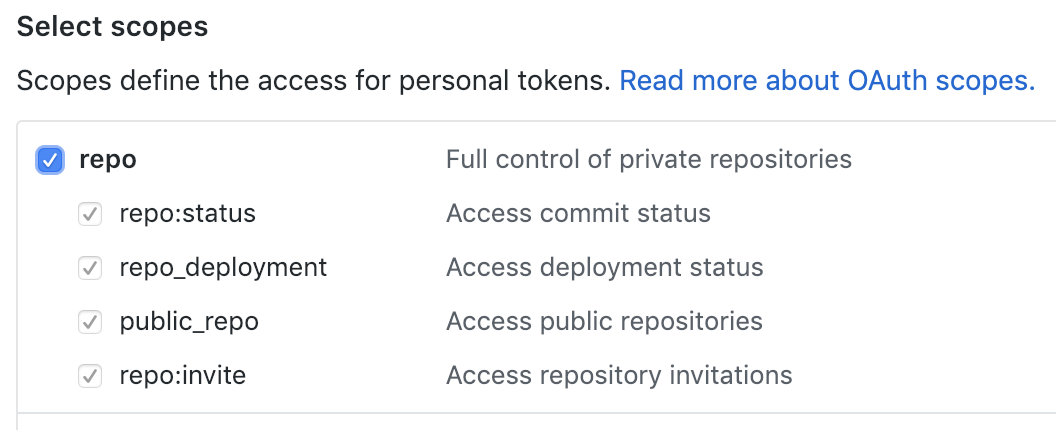 Select scopes
Scopes define the access for personal tokens. Read more about OAuth scopes.
repo Full control of private repositories
repo:status Access commit status
repo_deployment Access deployment status
public_repo Access public repositories
repo:invite Access repository invitations